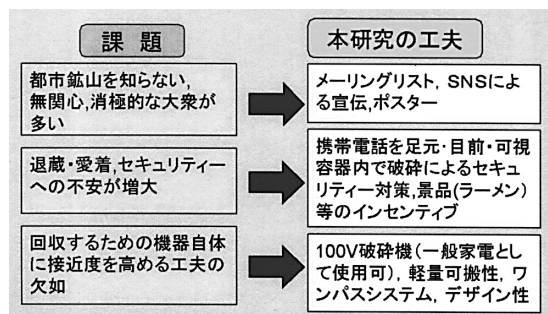 課題
本研究の工夫
都市鉱山を知らない,
無関心,消極的な大衆が
多い
メーリングリスト, SNSによ
る宣伝,ポスター
退蔵・愛着,セキュリティー
への不安が増大
携帯電話を足元・目前・可視
容器内で破砕によるセキュ
リティー対策,景品(ラーメン)
等のインセンティブ
回収するための機器自体
に接近度を高める工夫の
欠如
100V破砕機(一般家電とし
て使用可), 軽量可搬性, ワ
ンパスシステム, デザイン性